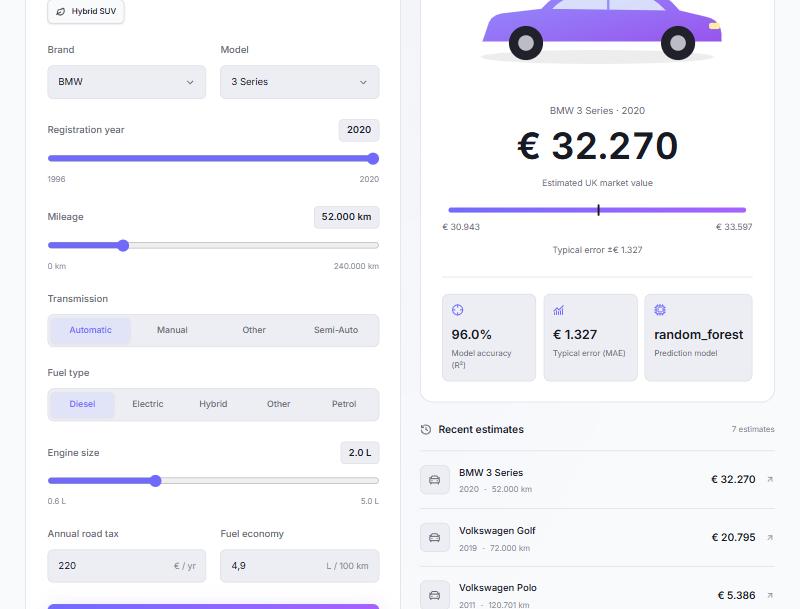 Hybrid SUV
Brand
Model
BMW
3 Series
Registration year
2020
1996
2020
Mileage
52.000 km
0 km
240.000 km
Transmission
Automatic
Manual
Other
Semi-Auto
Fuel type
Diesel
Electric
Hybrid
Other
Petrol
Engine size
2.0 L
0.6 L
5.0 L
Annual road tax
Fuel economy
220
€ / yr
4,9
L / 100 km
BMW 3 Series · 2020
€ 32.270
Estimated UK market value
€ 30.943
€ 33.597
Typical error ±€ 1.327
96.0%
Model accuracy
(R²)
€ 1.327
Typical error (MAE)
random_forest
Prediction model
Recent estimates
7 estimates
BMW 3 Series
2020 · 52.000 km
€ 32.270
Volkswagen Golf
2019 · 72.000 km
€ 20.795
Volkswagen Polo
2011 · 120.701 km
€ 5.386